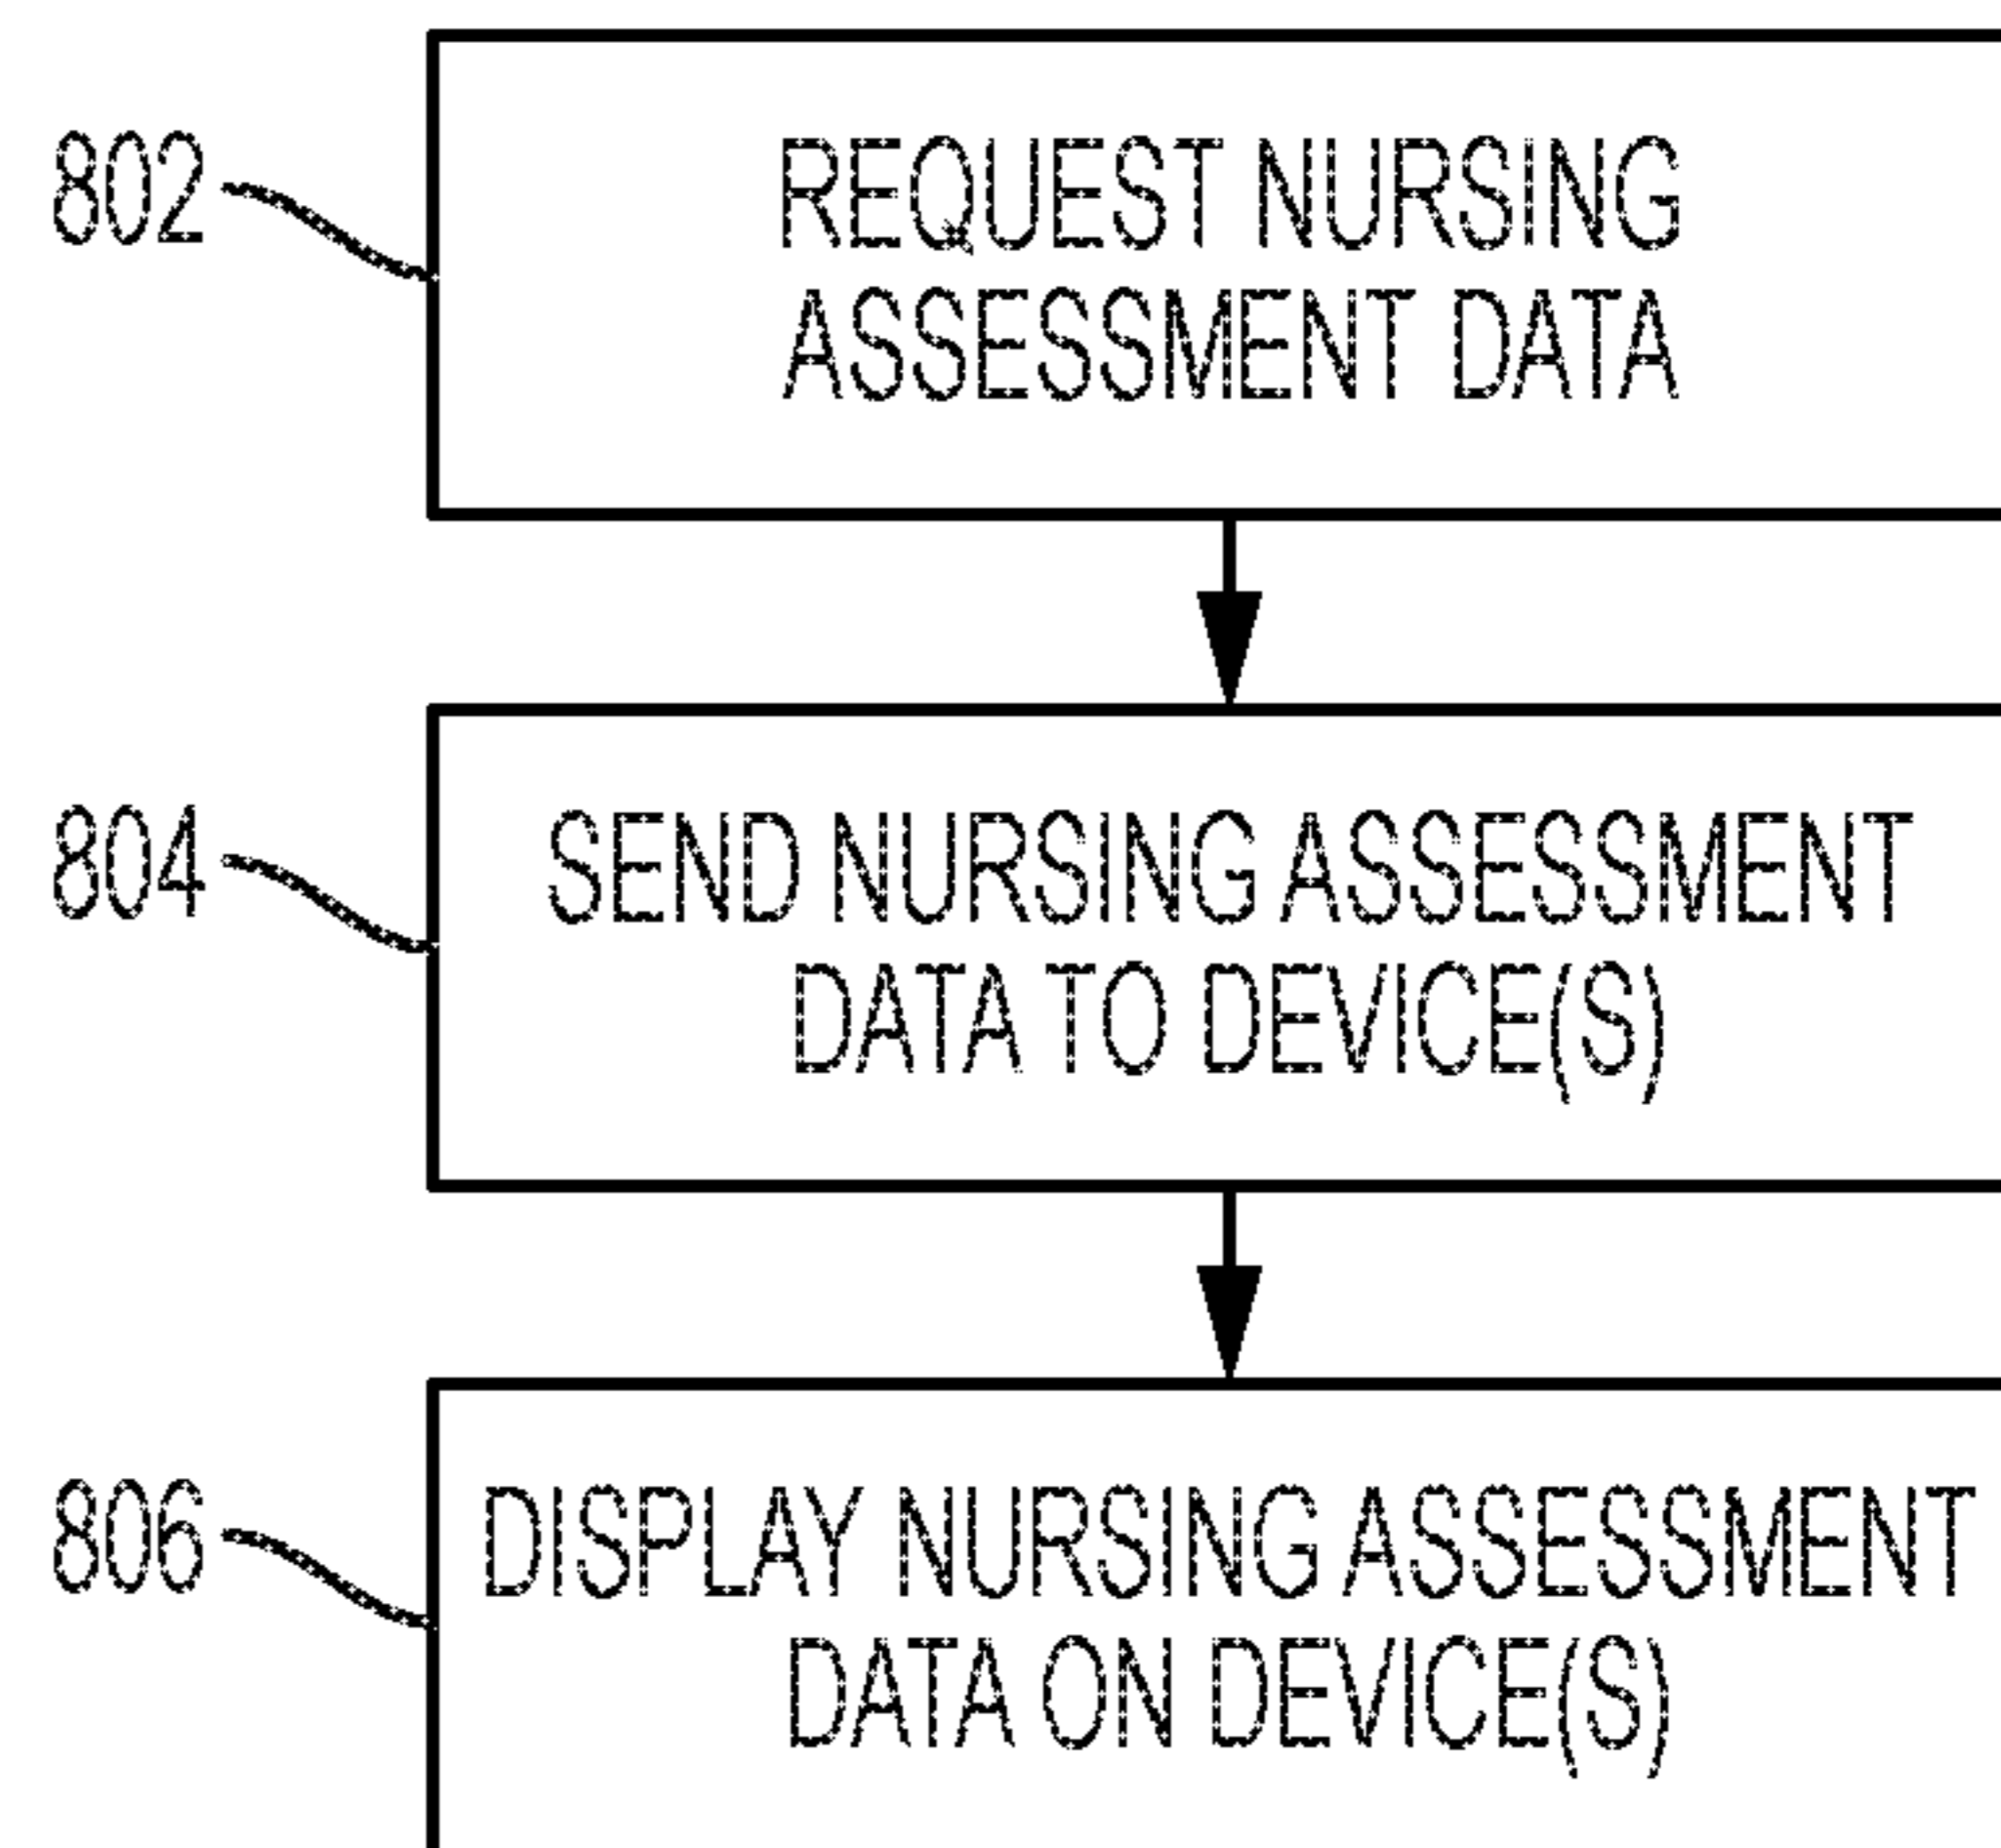 802
REQUEST NURSING
ASSESSMENT DATA
804
SEND NURSING ASSESSMENT
DATA TO DEVICE(S)
806
DISPLAY NURSING ASSESSMENT
DATA ON DEVICE(S)